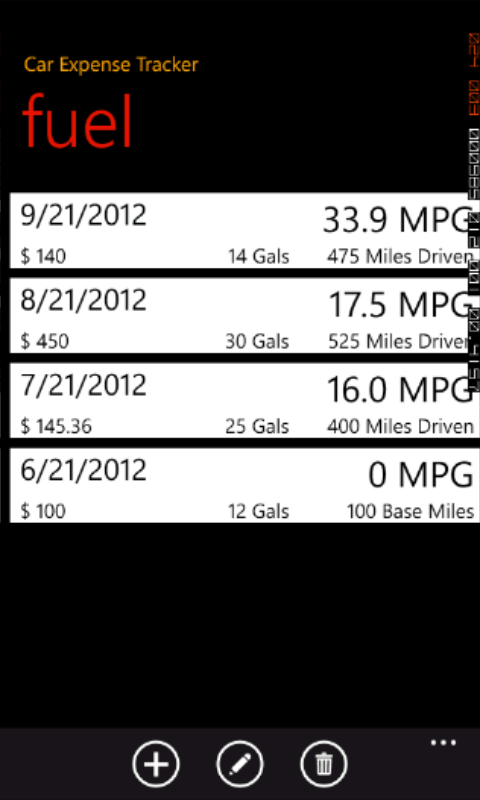 Car Expense Tracker
fuel
9/21/2012 33.9 MPG
$ 140 14 Gals 475 Miles Driven
8/21/2012 17.5 MPG
$ 450 30 Gals 525 Miles Driven
7/21/2012 16.0 MPG
$ 145.36 25 Gals 400 Miles Driven
6/21/2012 0 MPG
$ 100 12 Gals 100 Base Miles